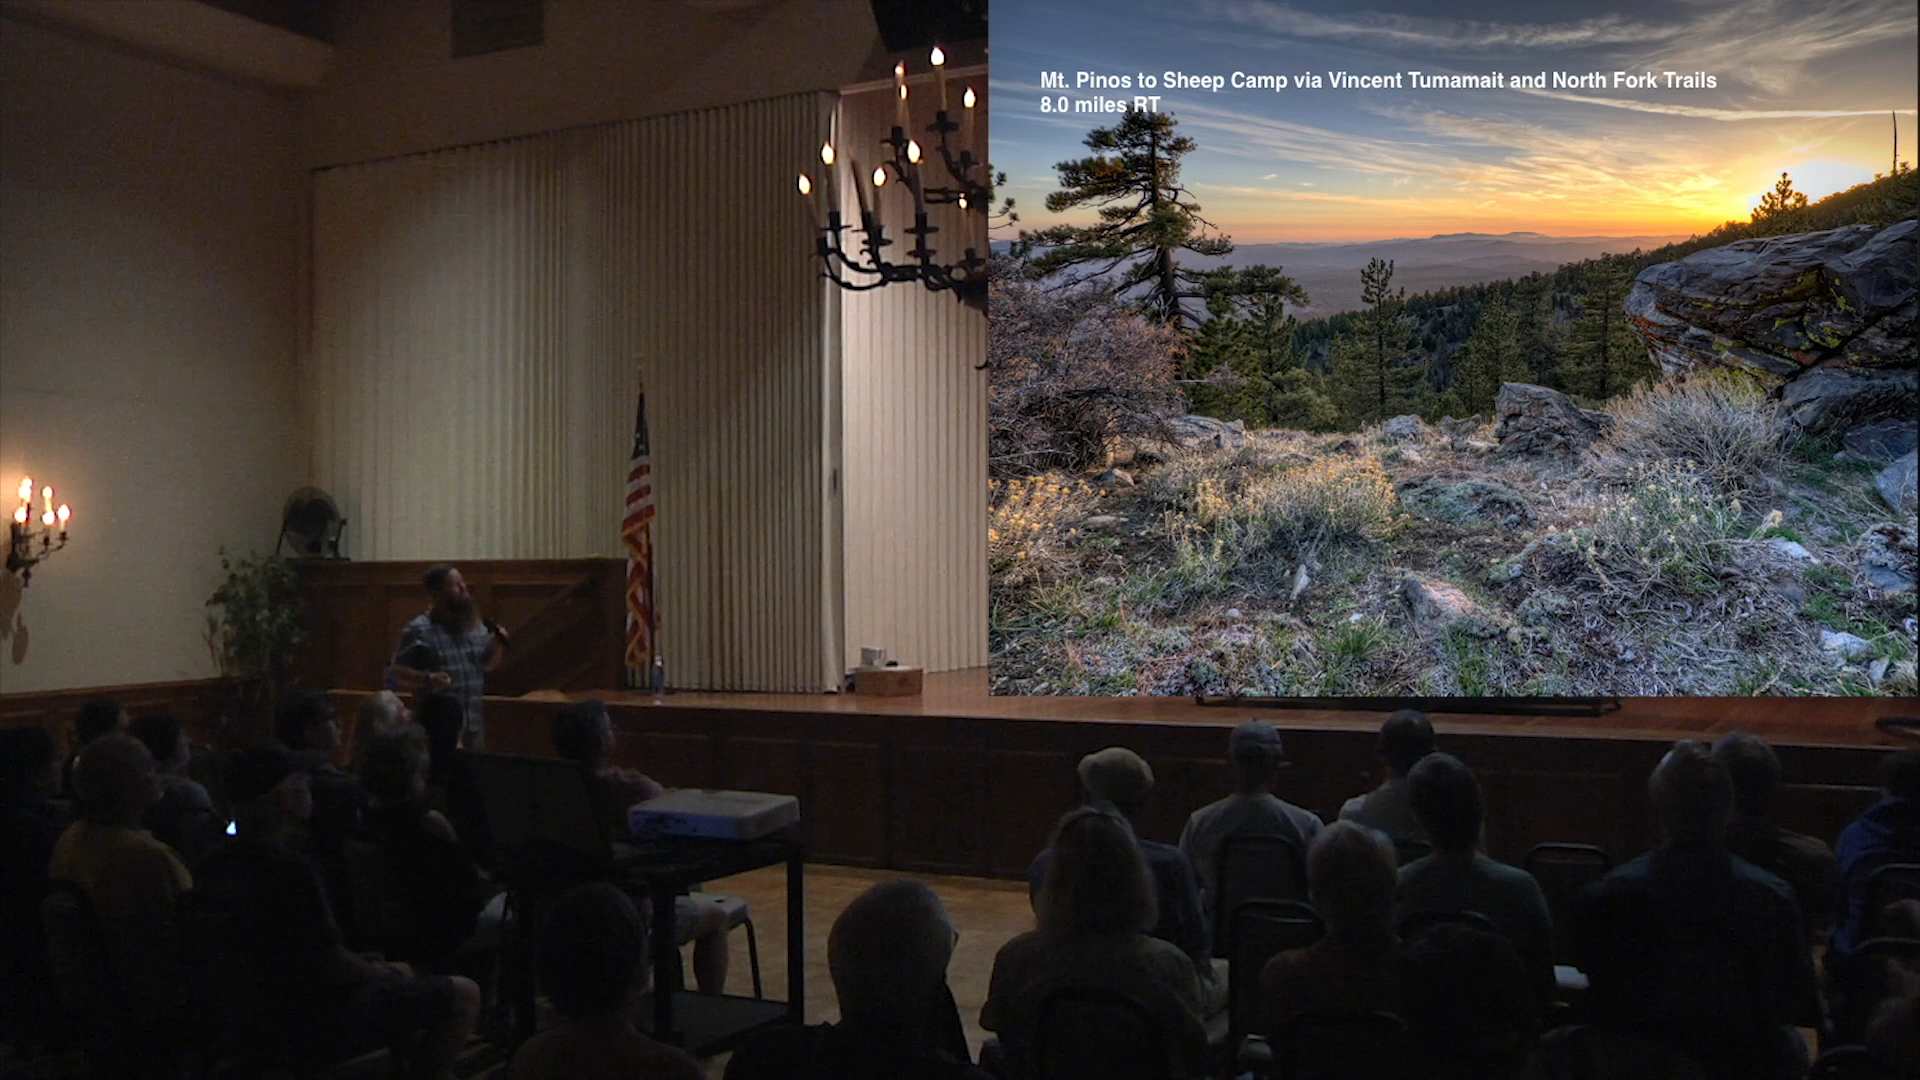 Mt. Pinos to Sheep Camp via Vincent Tumamait and North Fork Trails
8.0 miles RT